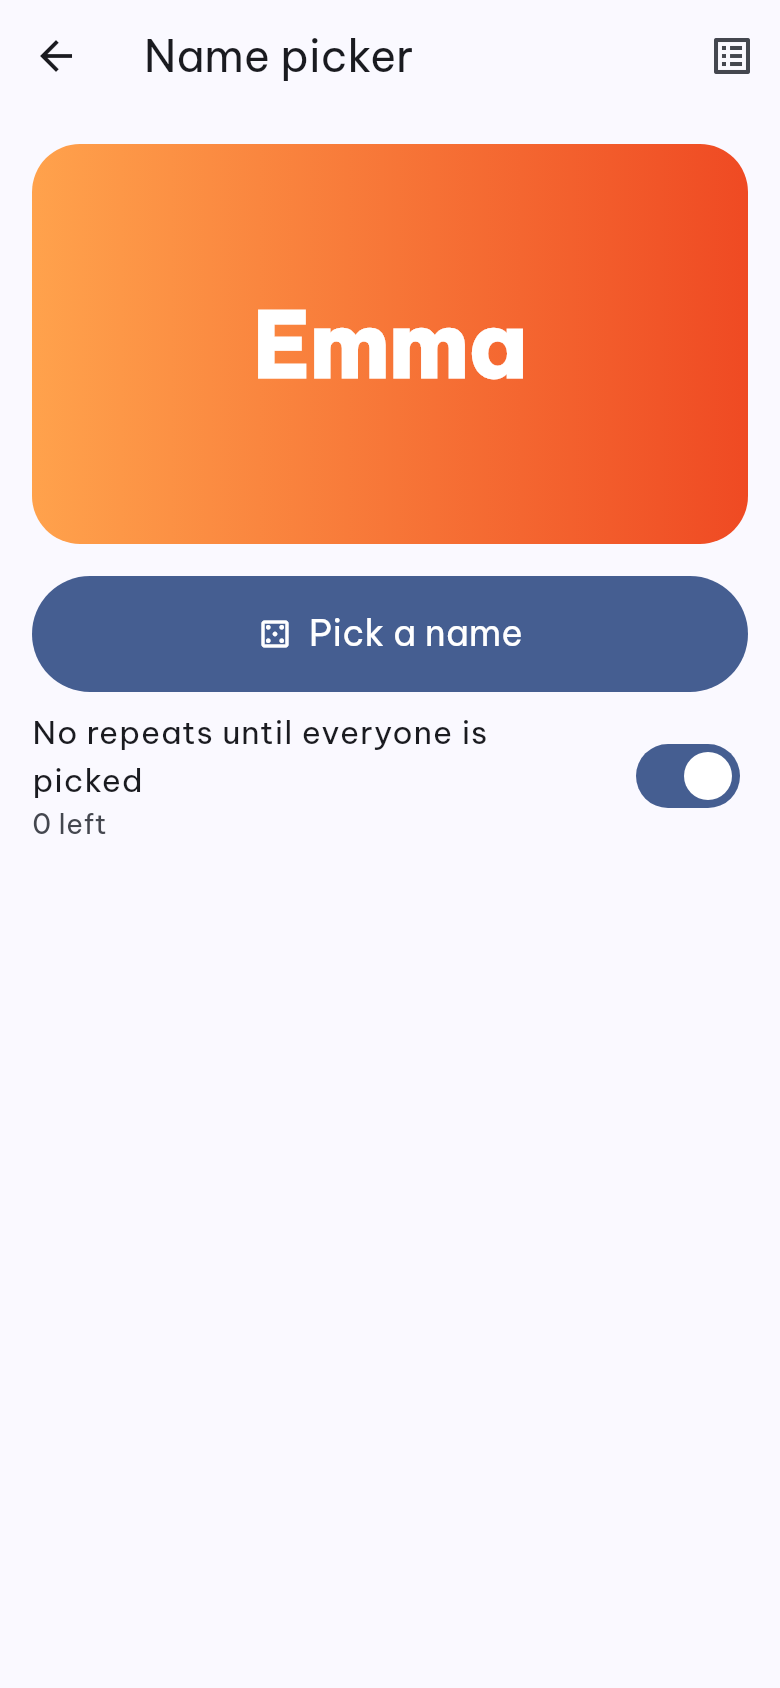 Name picker
Emma
Pick a name
No repeats until everyone is
picked
0 left